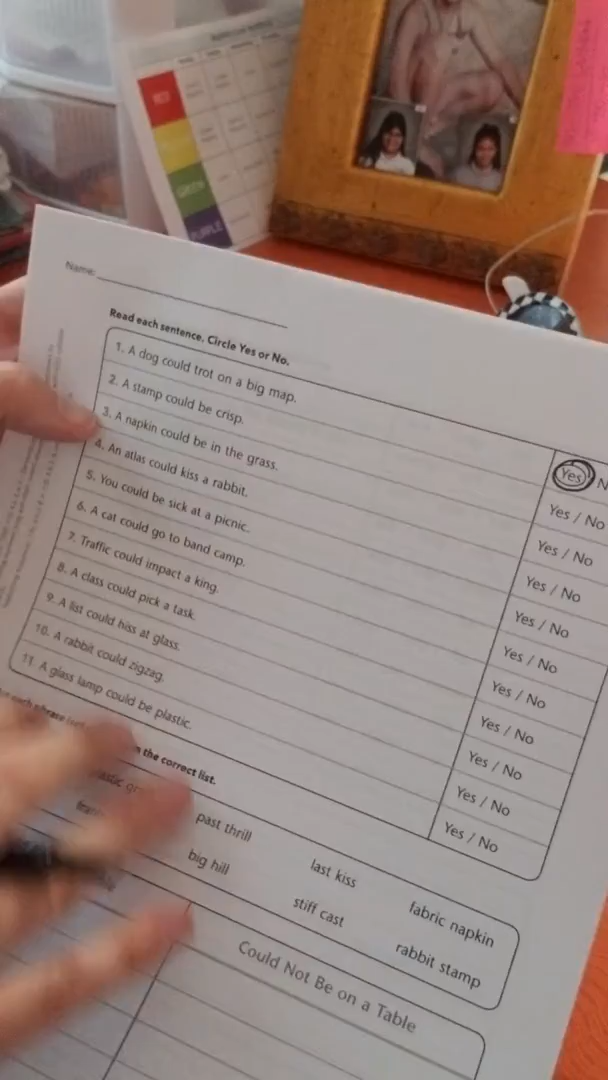 RED
GREEN
PURPLE
Name:
Read each sentence. Circle Yes or No.
1. A dog could trot on a big map. Yes N
2. A stamp could be crisp. Yes / No
3. A napkin could be in the grass. Yes / No
4. An atlas could kiss a rabbit. Yes / No
5. You could be sick at a picnic. Yes / No
6. A cat could go to band camp. Yes / No
7. Traffic could impact a king. Yes / No
8. A class could pick a task. Yes / No
9. A list could hiss at glass. Yes / No
10. A rabbit could zigzag. Yes / No
11. A glass lamp could be plastic. Yes / No
each phrase in the correct list.
past thrill last kiss fabric napkin
big hill stiff cast rabbit stamp
Could Not Be on a Table